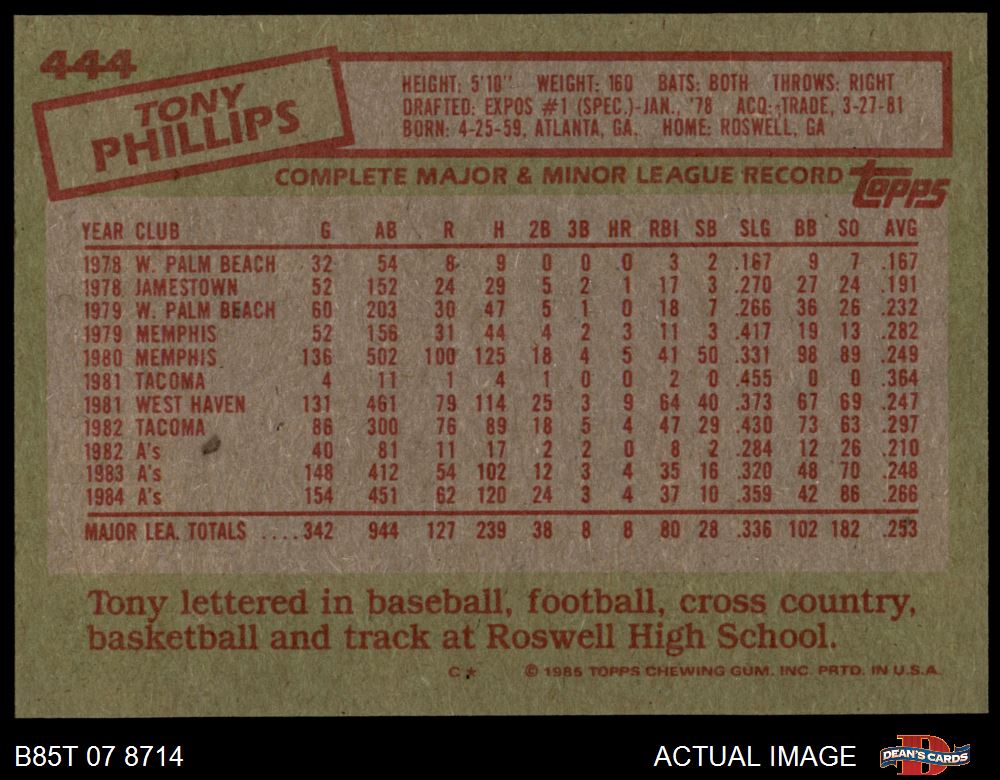 444
TONY
PHILLIPS
HEIGHT: 5'10" WEIGHT: 160 BATS: BOTH THROWS: RIGHT
DRAFTED: EXPOS #1 (SPEC.)-JAN., '78 ACQ: TRADE, 3-27-81
BORN: 4-25-59, ATLANTA, GA. HOME: ROSWELL, GA
COMPLETE MAJOR & MINOR LEAGUE RECORD topps
YEAR CLUB G AB R H 2B 3B HR RBI SB SLG BB SO AVG
1978 W. PALM BEACH 32 54 8 9 0 0 0 3 2 .167 9 7 .167
1978 JAMESTOWN 52 152 24 29 5 2 1 17 3 .270 27 24 .191
1979 W. PALM BEACH 60 203 30 47 5 1 0 18 7 .266 36 26 .232
1979 MEMPHIS 52 156 31 44 4 2 3 11 3 .417 19 13 .282
1980 MEMPHIS 136 502 100 125 18 4 5 41 50 .331 98 89 .249
1981 TACOMA 4 11 1 4 1 0 0 2 0 .455 0 0 .364
1981 WEST HAVEN 131 461 79 114 25 3 9 64 40 .373 67 69 .247
1982 TACOMA 86 300 76 89 18 5 4 47 29 .430 73 63 .297
1982 A's 40 81 11 17 2 2 0 8 2 .284 12 26 .210
1983 A's 148 412 54 102 12 3 4 35 16 .320 48 70 .248
1984 A's 154 451 62 120 24 3 4 37 10 .359 42 86 .266
MAJOR LEA. TOTALS ....342 944 127 239 38 8 8 80 28 .336 102 182 .253
Tony lettered in baseball, football, cross country,
basketball and track at Roswell High School.
C* © 1985 TOPPS CHEWING GUM. INC. PRTD. IN U.S.A.
B85T 07 8714 ACTUAL IMAGE DEAN'S CARDS